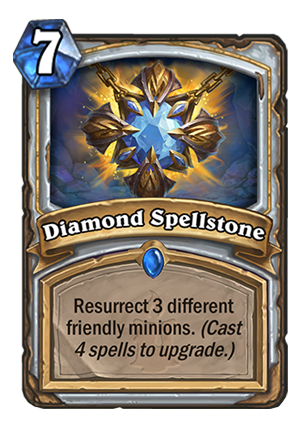 7
Diamond Spellstone
Resurrect 3 different
friendly minions. (Cast
4 spells to upgrade.)